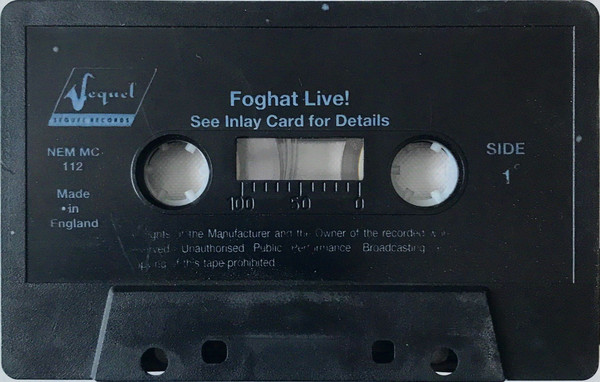 Sequel
SEQUEL RECORDS
Foghat Live!
See Inlay Card for Details
NEM MC
112
Made
in
England
SIDE
1
100 50 0
the Manufacturer and the Owner of the recorded
Unauthorised Public Performance Broadcasting
of this tape prohibited